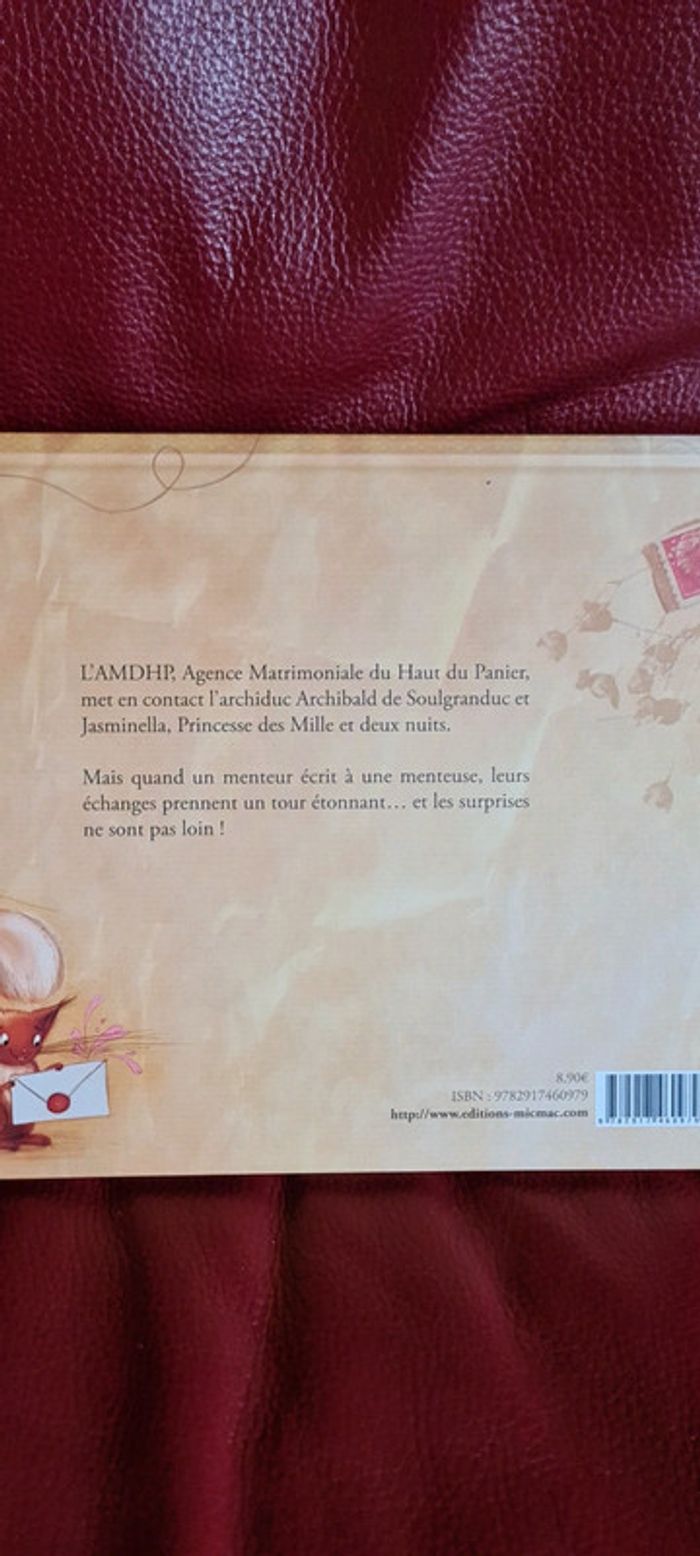 L'AMDHP, Agence Matrimoniale du Haut du Panier,
met en contact l'archiduc Archibald de Soulgranduc et
Jasminella, Princesse des Mille et deux nuits.
Mais quand un menteur écrit à une menteuse, leurs
échanges prennent un tour étonnant... et les surprises
ne sont pas loin !
8,90€
ISBN : 9782917460979
http://www.editions-micmac.com